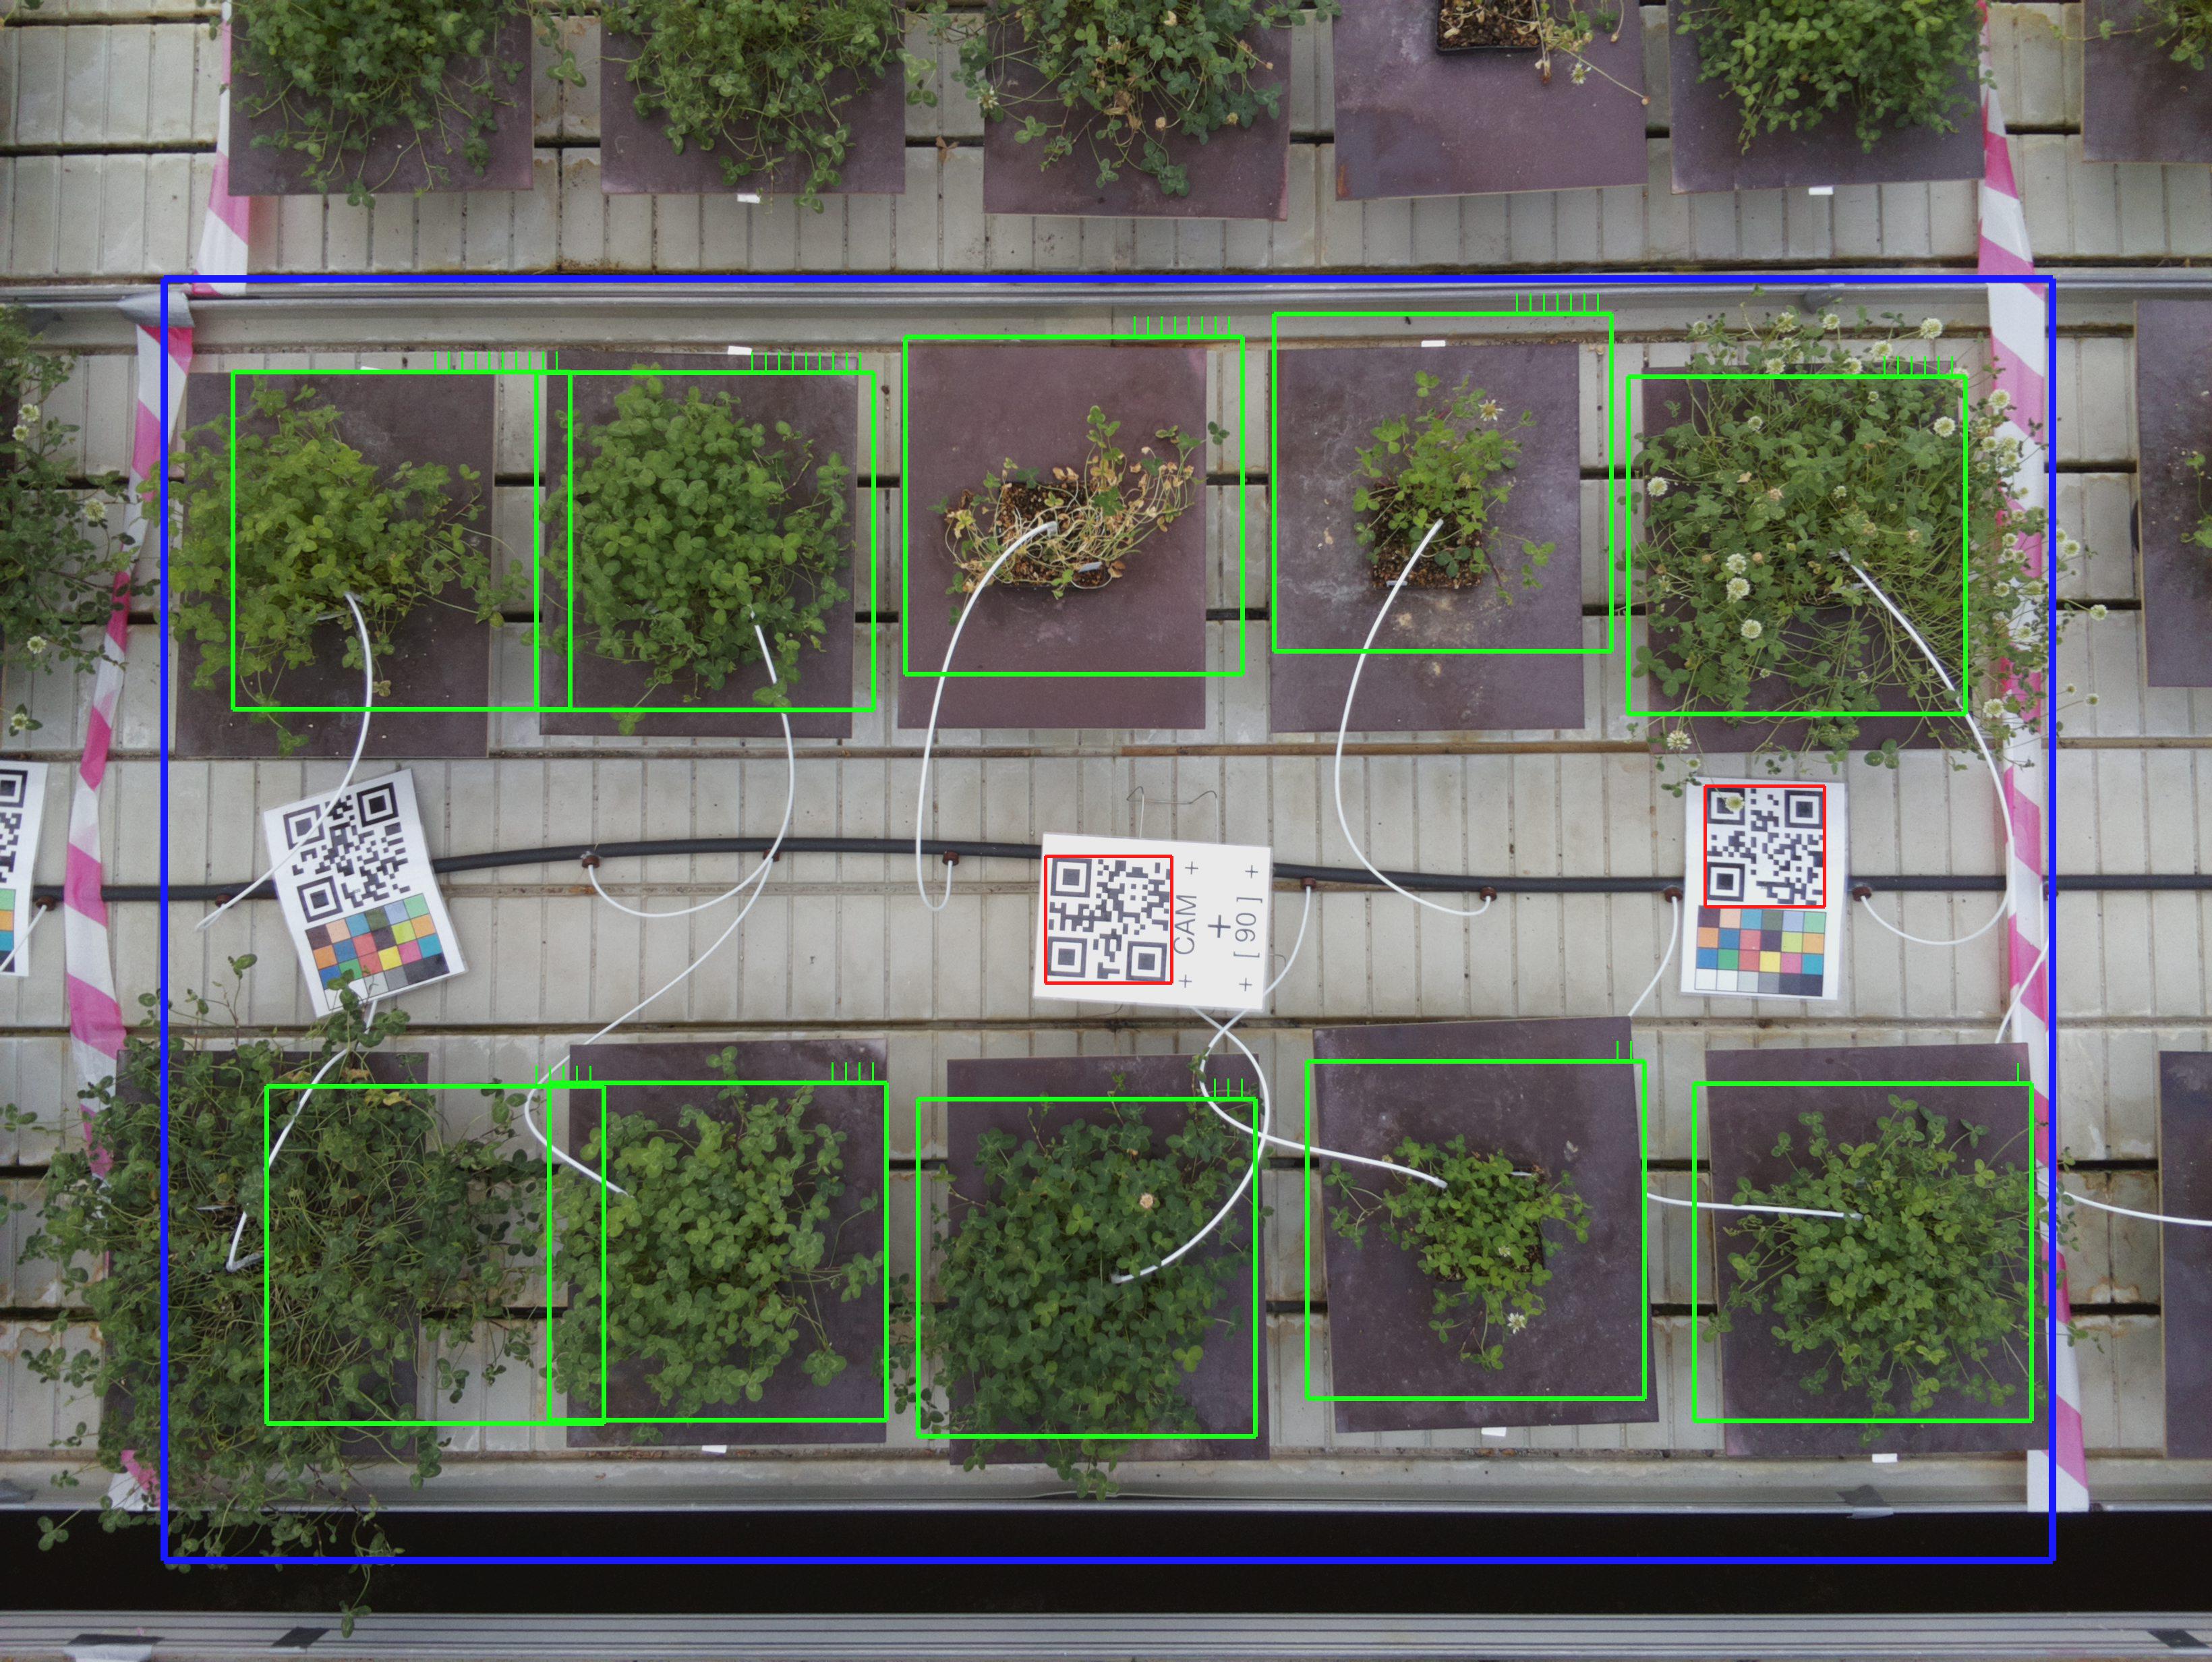 + CAM +
+
+ [ 90 ] +